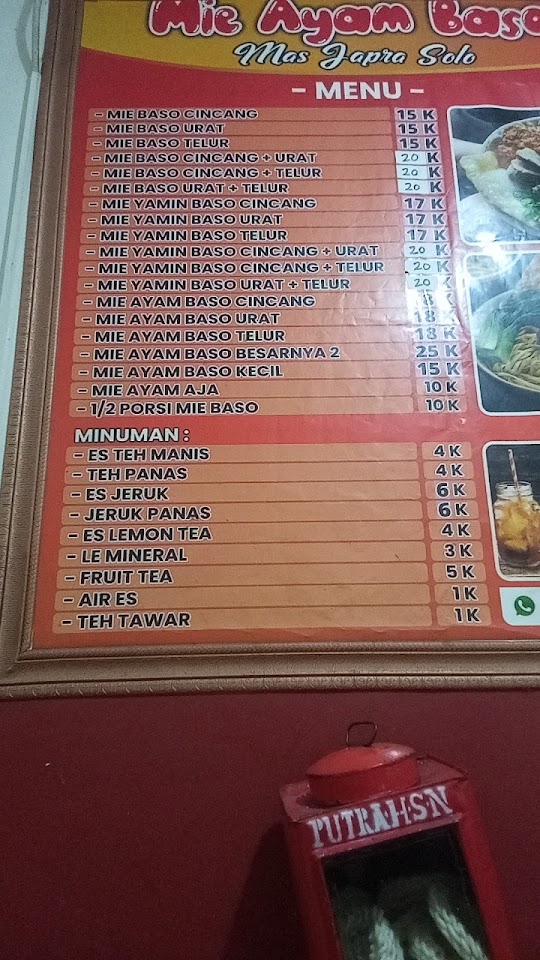 Mie Ayam Baso
Mas Japra Solo
- MENU -
- MIE BASO CINCANG 15 K
- MIE BASO URAT 15 K
- MIE BASO TELUR 15 K
- MIE BASO CINCANG + URAT 20 K
- MIE BASO CINCANG + TELUR 20 K
- MIE BASO URAT + TELUR 20 K
- MIE YAMIN BASO CINCANG 17 K
- MIE YAMIN BASO URAT 17 K
- MIE YAMIN BASO TELUR 17 K
- MIE YAMIN BASO CINCANG + URAT 20 K
- MIE YAMIN BASO CINCANG + TELUR 20 K
- MIE YAMIN BASO URAT + TELUR 20 K
- MIE AYAM BASO CINCANG K
- MIE AYAM BASO URAT 18 K
- MIE AYAM BASO TELUR 18 K
- MIE AYAM BASO BESARNYA 2 25 K
- MIE AYAM BASO KECIL 15 K
- MIE AYAM AJA 10 K
- 1/2 PORSI MIE BASO 10 K
MINUMAN :
- ES TEH MANIS 4 K
- TEH PANAS 4 K
- ES JERUK 6 K
- JERUK PANAS 6 K
- ES LEMON TEA 4 K
- LE MINERAL 3 K
- FRUIT TEA 5 K
- AIR ES 1 K
- TEH TAWAR 1 K
PUTRA HSN